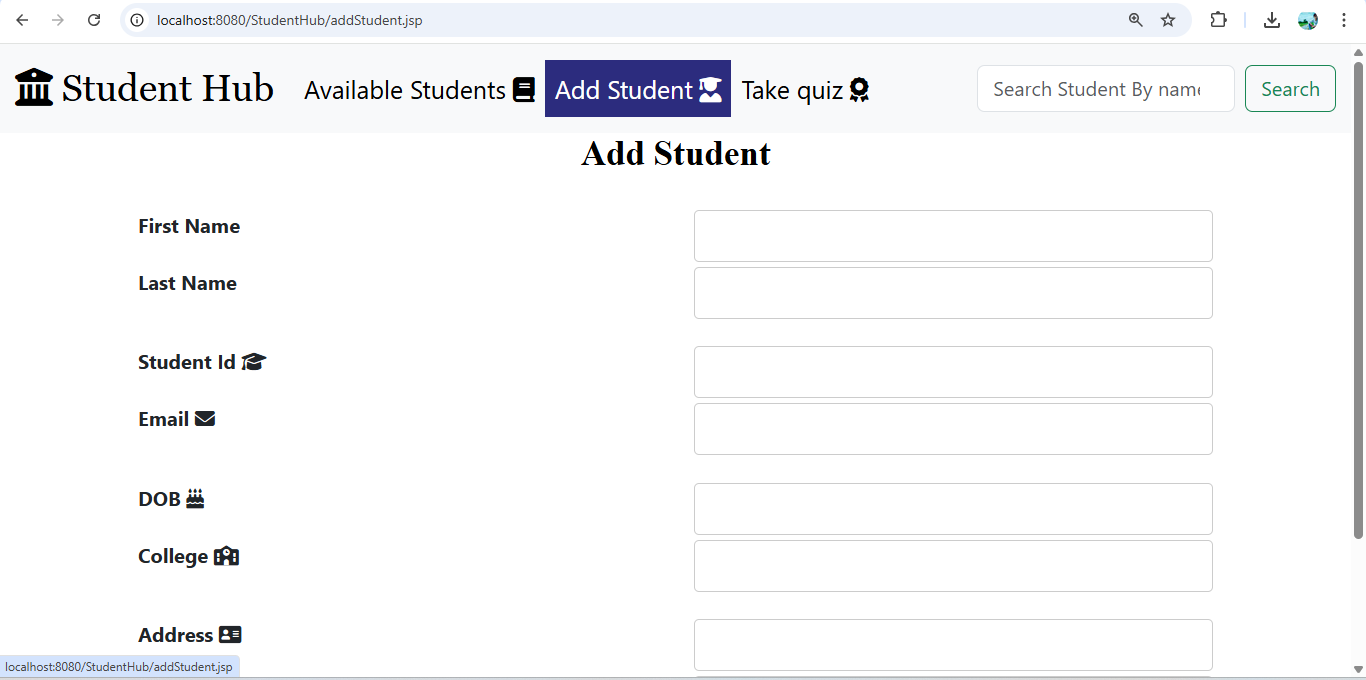 localhost:8080/StudentHub/addStudent.jsp
Student Hub Available Students Add Student Take quiz Search Student By name Search
Add Student
First Name
Last Name
Student Id
Email
DOB
College
Address
localhost:8080/StudentHub/addStudent.jsp